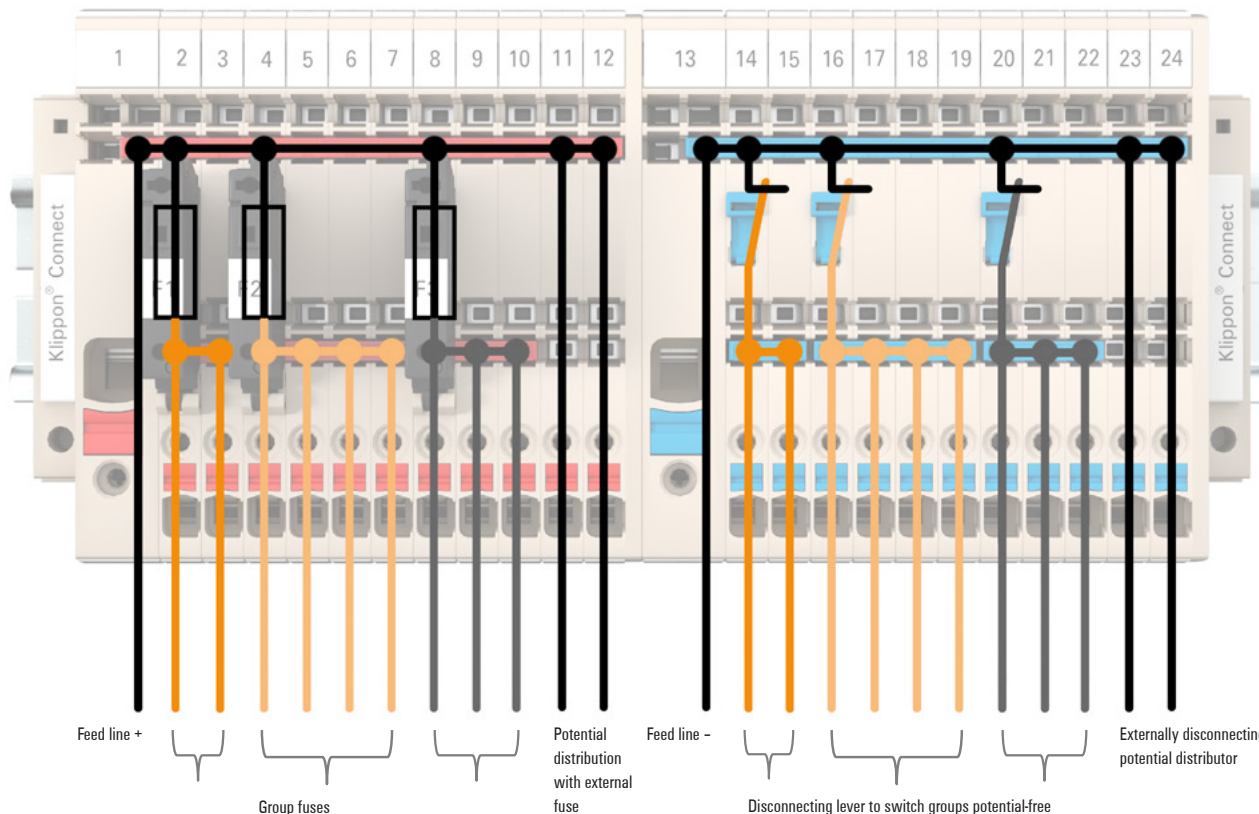 1 2 3 4 5 6 7 8 9 10 11 12 13 14 15 16 17 18 19 20 21 22 23 24
Klippon® Connect
Klippon® Connect
F1 F2 F3
Feed line +
Group fuses
Potential
distribution
with external
fuse
Feed line –
Disconnecting lever to switch groups potential-free
Externally disconnectin
potential distributor